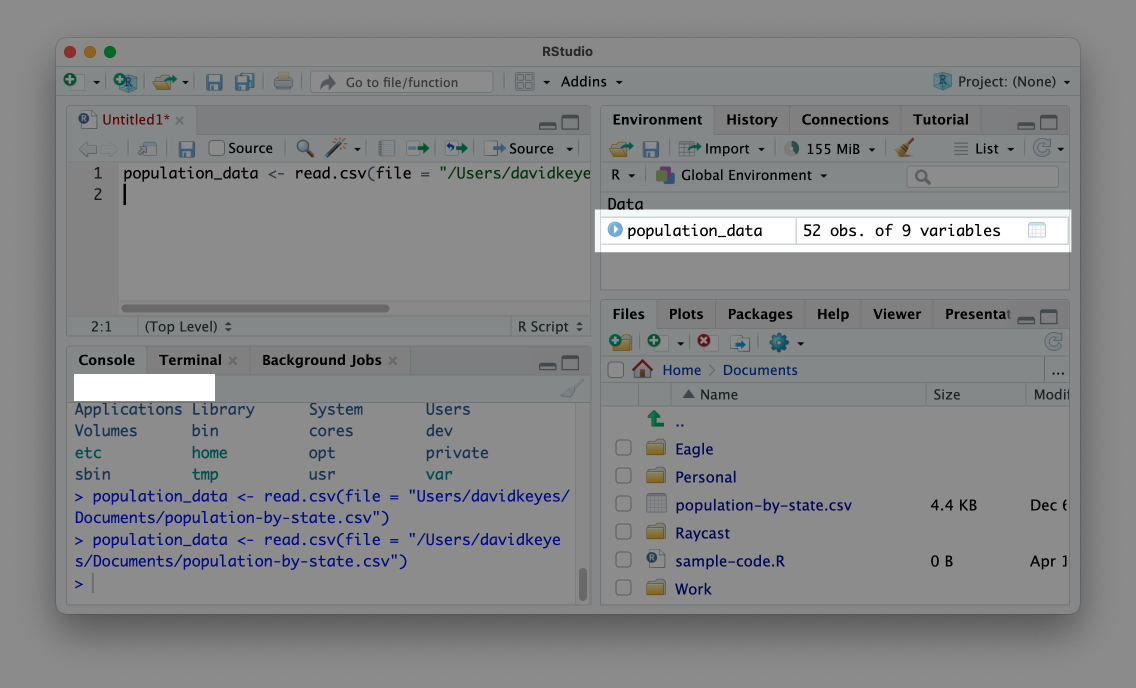 RStudio
Go to file/function
Addins
Project: (None)
Untitled1*
Source
Source
1 population_data <- read.csv(file = "/Users/davidkeye
2
2:1 (Top Level) R Script
Console Terminal Background Jobs
Applications Library System Users
Volumes bin cores dev
etc home opt private
sbin tmp usr var
> population_data <- read.csv(file = "Users/davidkeyes/
Documents/population-by-state.csv")
> population_data <- read.csv(file = "/Users/davidkeye
s/Documents/population-by-state.csv")
>
Environment History Connections Tutorial
Import 155 MiB List
R Global Environment
Data
population_data 52 obs. of 9 variables
Files Plots Packages Help Viewer Presentat
Home Documents ...
Name Size Modif
..
Eagle
Personal
population-by-state.csv 4.4 KB Dec 6
Raycast
sample-code.R 0 B Apr 1
Work